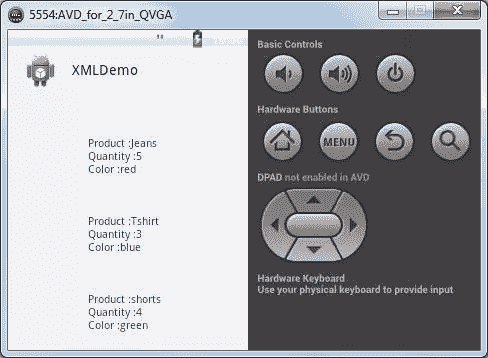 5554:AVD_for_2_7in_QVGA
XMLDemo
Product :Jeans
Quantity :5
Color :red
Product :Tshirt
Quantity :3
Color :blue
Product :shorts
Quantity :4
Color :green
Basic Controls
Hardware Buttons
MENU
DPAD not enabled in AVD
Hardware Keyboard
Use your physical keyboard to provide input